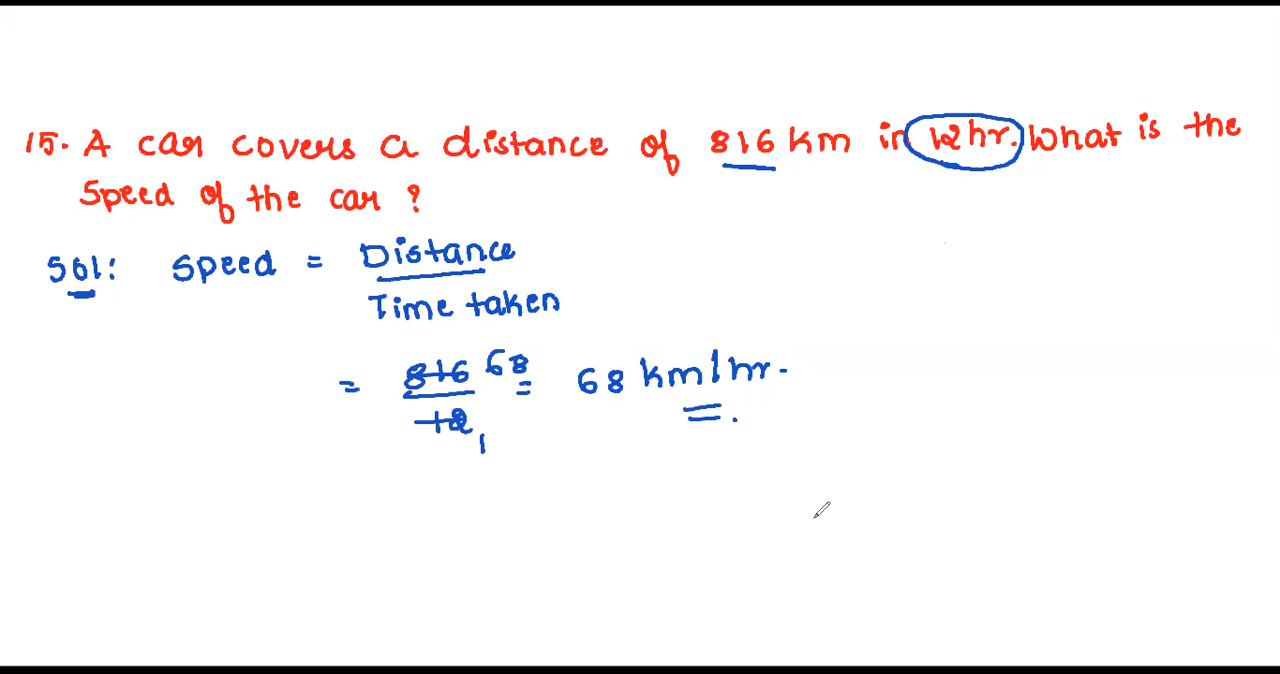 15. A car covers a distance of 816 km in 12 hr. What is the
Speed of the car ?
Sol: Speed = Distance
Time taken
= 816 68 = 68 km/hr.
12 1